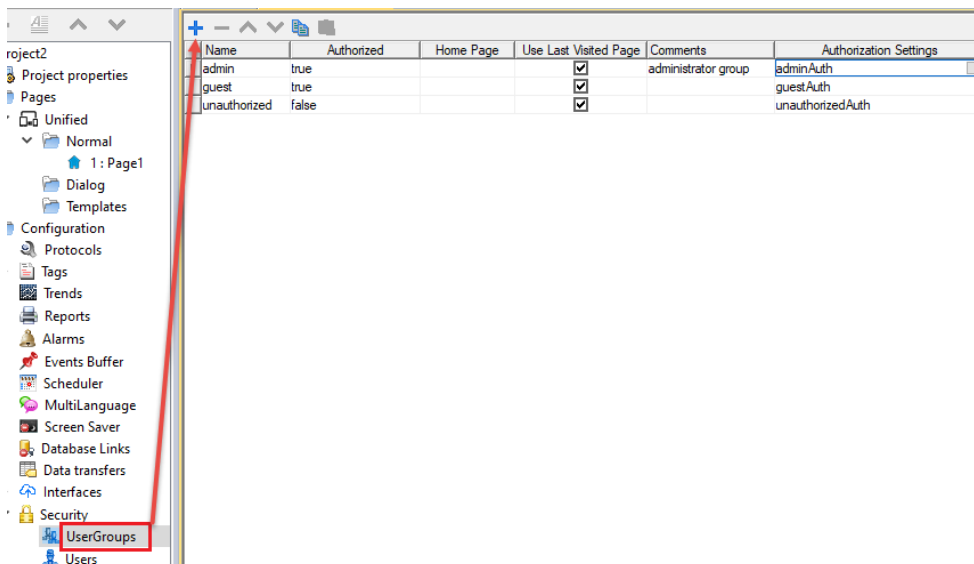 roject2
Project properties
Pages
Unified
Normal
1 : Page1
Dialog
Templates
Configuration
Protocols
Tags
Trends
Reports
Alarms
Events Buffer
Scheduler
MultiLanguage
Screen Saver
Database Links
Data transfers
Interfaces
Security
UserGroups
Users
Name Authorized Home Page Use Last Visited Page Comments Authorization Settings
admin true administrator group adminAuth
guest true guestAuth
unauthorized false unauthorizedAuth